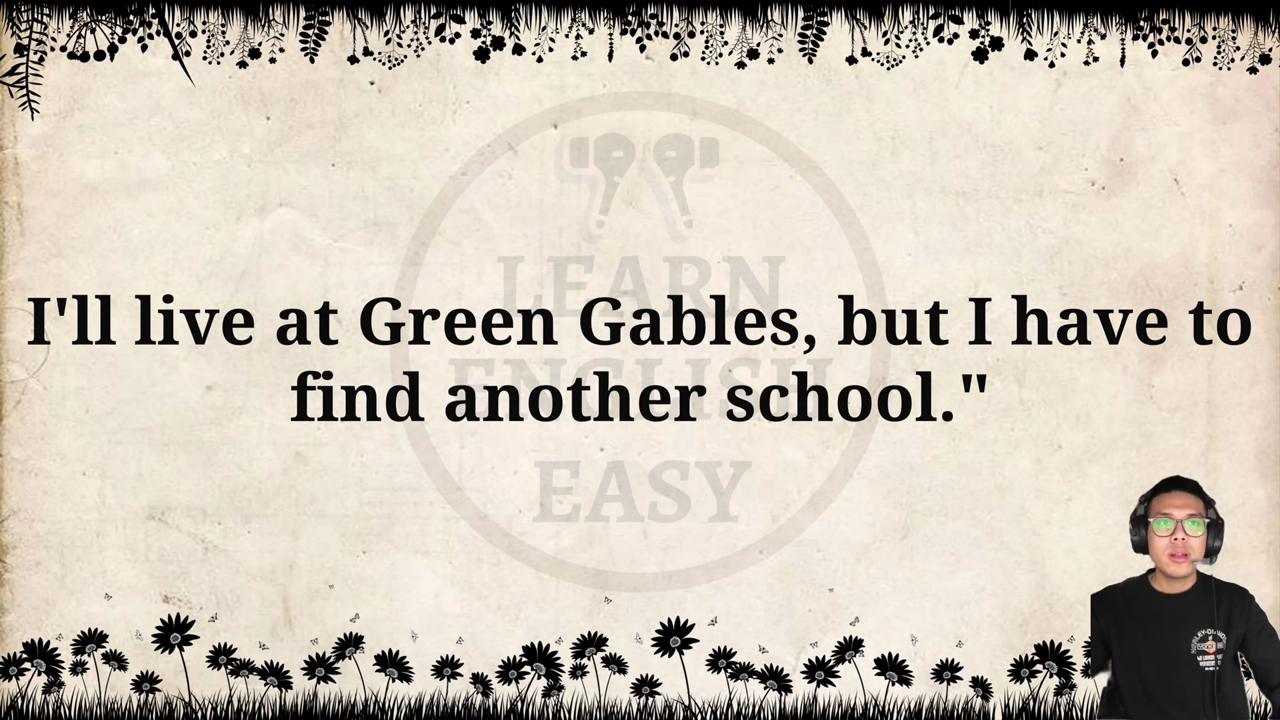 LEARN
I'll live at Green Gables, but I have to
ENGLISH
find another school."
EASY